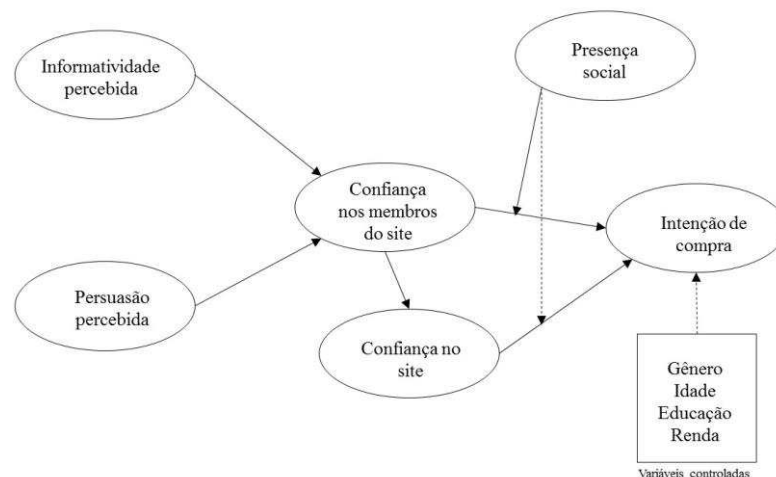 Informatividade
percebida
Presença
social
Confiança
nos membros
do site
Intenção de
compra
Persuasão
percebida
Confiança no
site
Gênero
Idade
Educação
Renda
Variáveis controladas